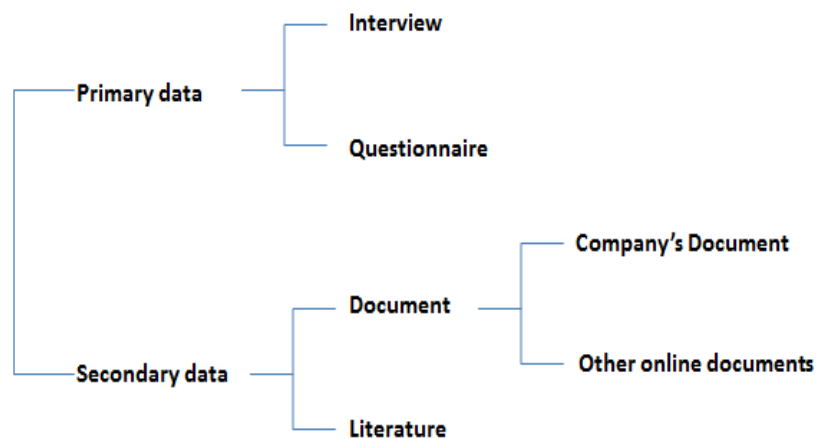 Interview
Primary data
Questionnaire
Company’s Document
Document
Other online documents
Secondary data
Literature